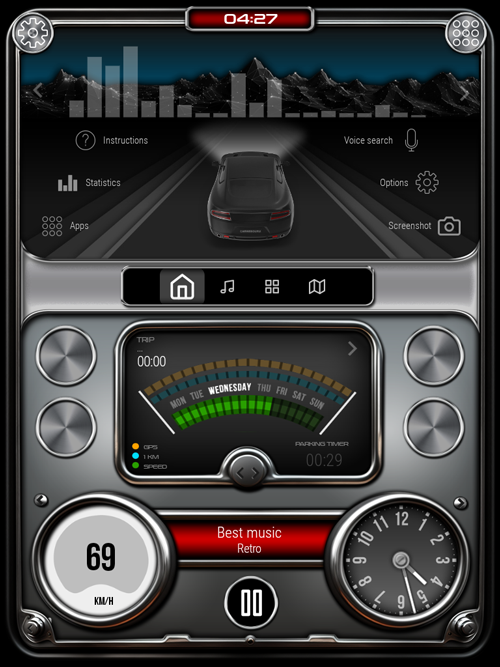 04:27
Instructions
Voice search
Statistics
Options
Apps
Screenshot
TRIP
00:00
MON TUE WEDNESDAY THU FRI SAT SUN
GPS
1 KM
SPEED
PARKING TIMER
00:29
Best music
Retro
69
KM/H
12 1 2 3 4 5 6 7 8 9 10 11